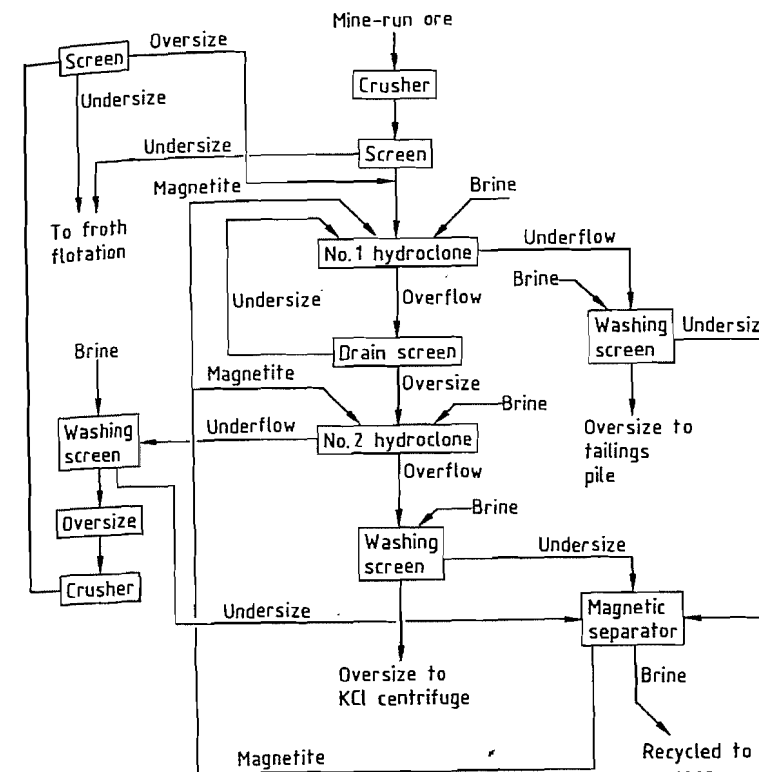 Mine-run ore
Oversize
Screen
Crusher
Undersize
Undersize
Screen
Magnetite
Brine
To froth
flotation
No.1 hydroclone
Underflow
Brine
Undersize
Overflow
Washing
screen
Brine
Drain screen
Magnetite
Oversize
Oversize to
tailings
pile
Brine
Washing
screen
Underflow
No.2 hydroclone
Overflow
Oversize
Brine
Washing
screen
Undersize
Crusher
Undersize
Magnetic
separator
Oversize to
KCl centrifuge
Brine
Magnetite
Recycled to